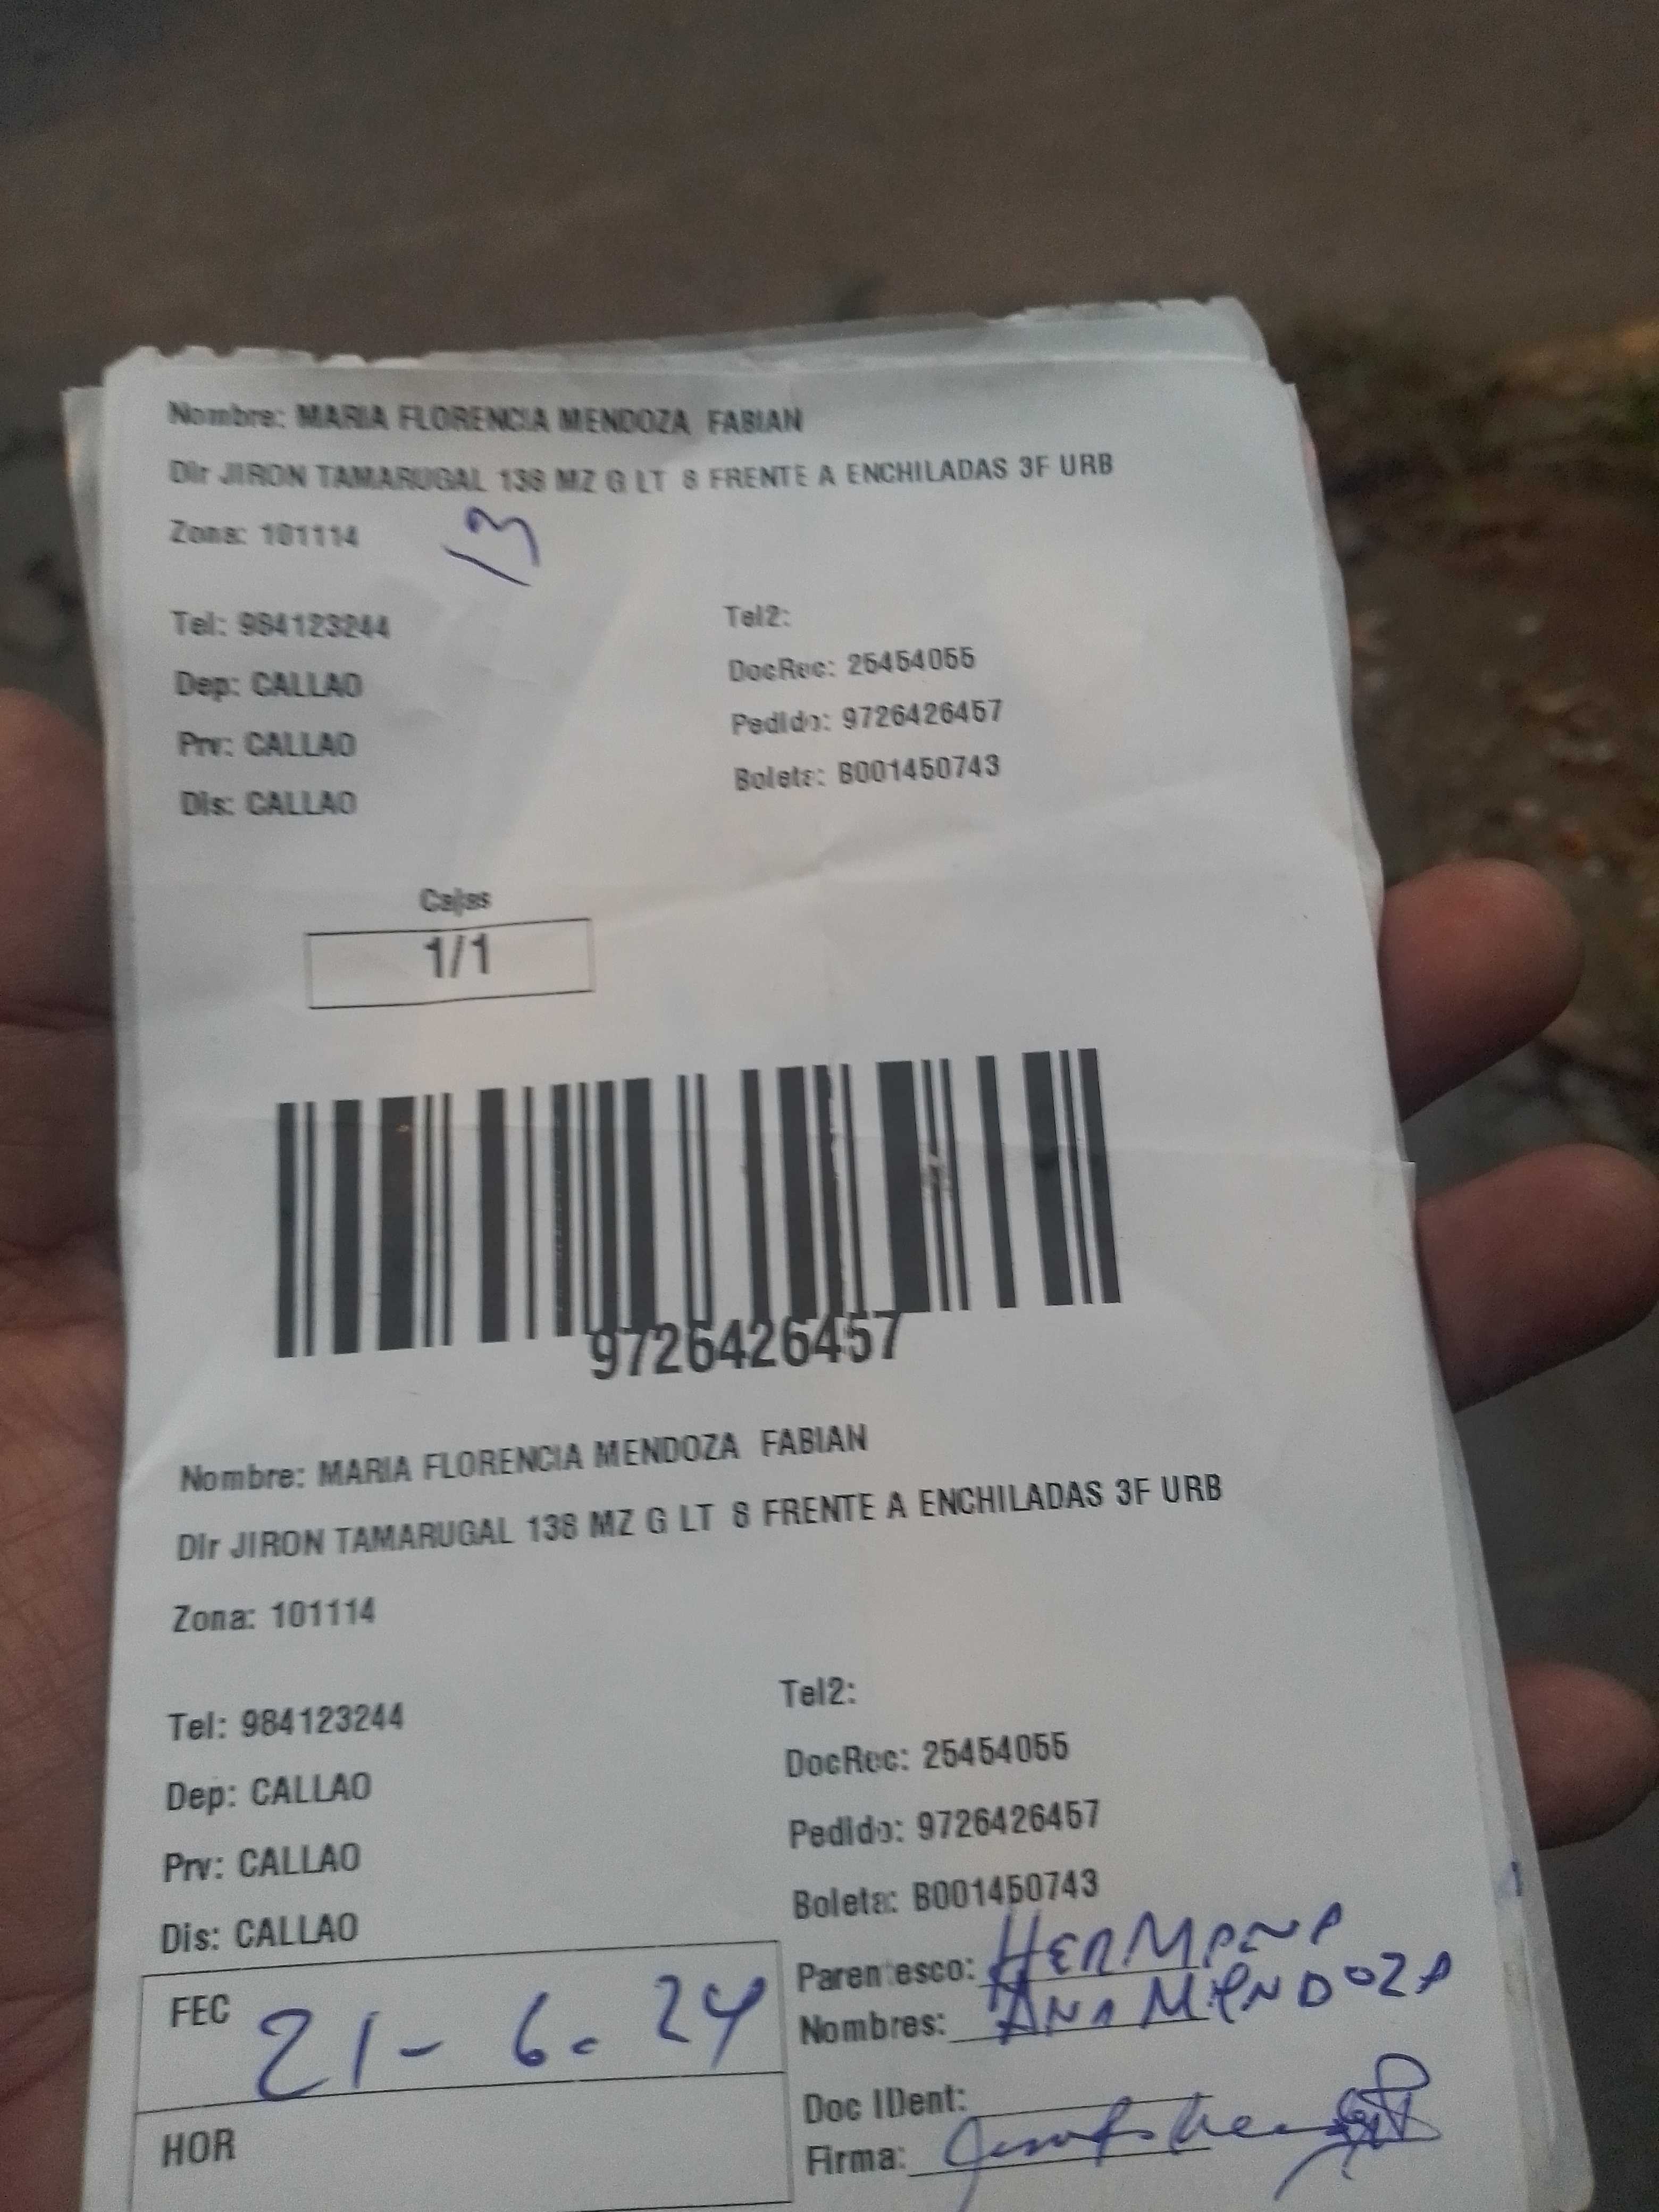 Nombre: MARIA FLORENCIA MENDOZA FABIAN
Dir JIRON TAMARUGAL 138 MZ G LT 8 FRENTE A ENCHILADAS 3F URB
Zona: 101114
Tel: 984123244
Tel2:
Dep: CALLAO
DocRec: 25454055
Prv: CALLAO
Pedido: 9726426457
Dis: CALLAO
Boleta: B001450743
Cajas
1/1
9726426457
Nombre: MARIA FLORENCIA MENDOZA FABIAN
Dir JIRON TAMARUGAL 138 MZ G LT 8 FRENTE A ENCHILADAS 3F URB
Zona: 101114
Tel: 984123244
Tel2:
Dep: CALLAO
DocRec: 25454055
Prv: CALLAO
Pedido: 9726426457
Dis: CALLAO
Boleta: B001450743
FEC 21-6-24
Parentesco: HERMANA
Nombres: ANA MENDOZA
HOR
Doc IDent:
Firma: